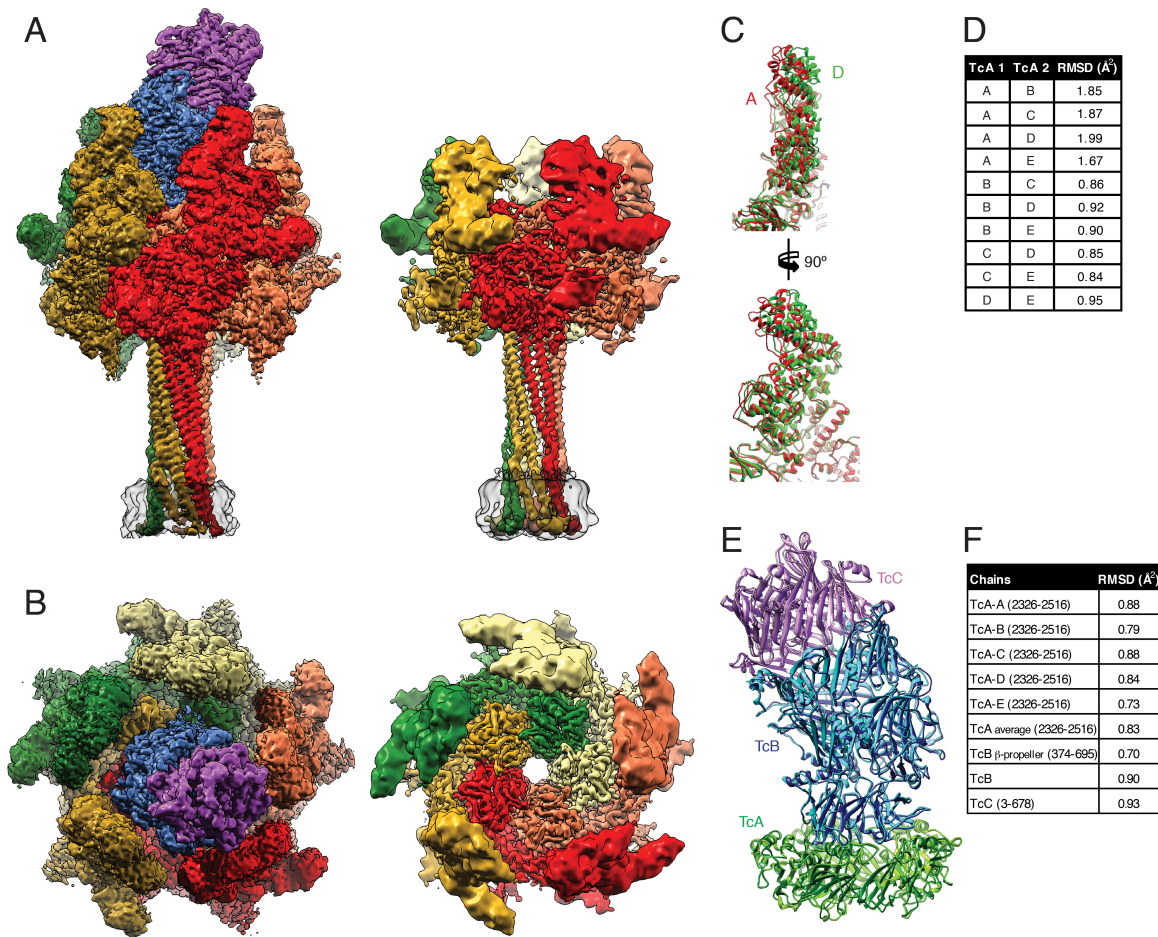 A
B
C
D
A
90º
D
TcA 1 TcA 2 RMSD (Å²)
A B 1.85
A C 1.87
A D 1.99
A E 1.67
B C 0.86
B D 0.92
B E 0.90
C D 0.85
C E 0.84
D E 0.95
E
TcC
TcB
TcA
F
Chains RMSD (Å²)
TcA-A (2326-2516) 0.88
TcA-B (2326-2516) 0.79
TcA-C (2326-2516) 0.88
TcA-D (2326-2516) 0.84
TcA-E (2326-2516) 0.73
TcA average (2326-2516) 0.83
TcB β-propeller (374-695) 0.70
TcB 0.90
TcC (3-678) 0.93